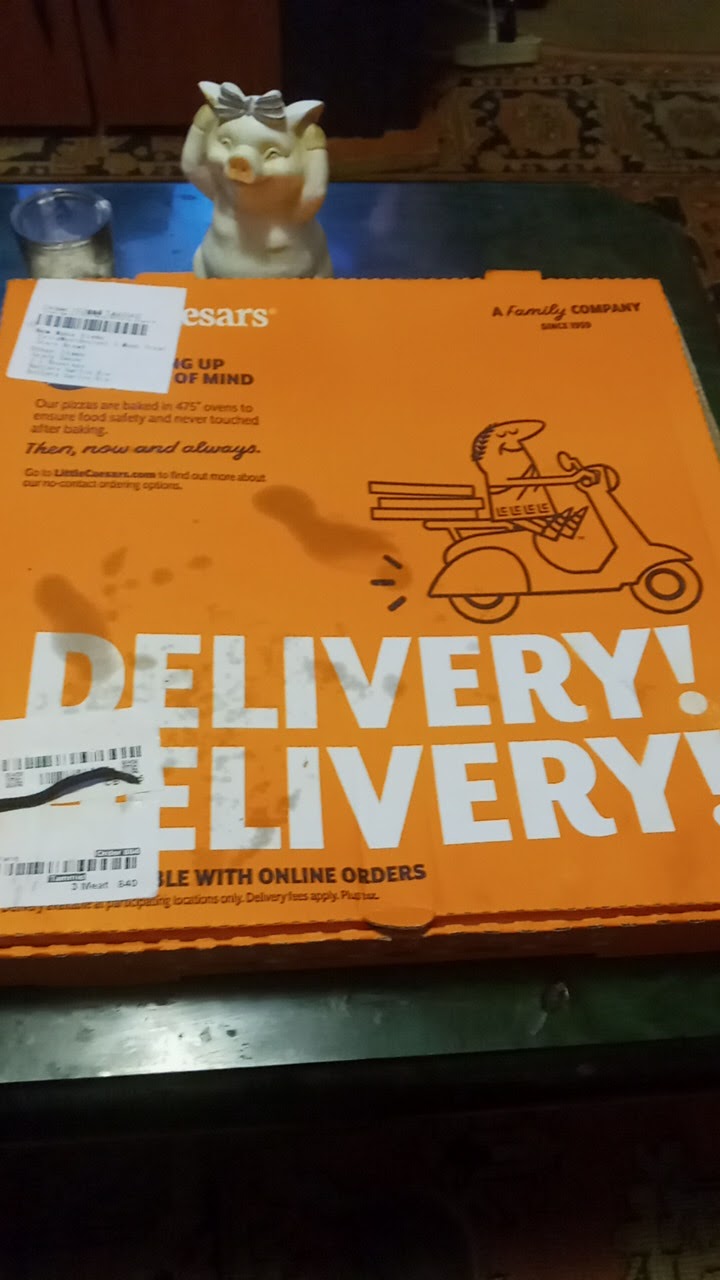 esars
A Family COMPANY
SINCE 1959
NG UP
OF MIND
Our pizzas are baked in 475° ovens to
ensure food safety and never touched
after baking.
Then, now and always.
Go to LittleCaesars.com to find out more about
our no-contact ordering options.
DELIVERY!
ELIVERY!
BLE WITH ONLINE ORDERS
participating locations only. Delivery fees apply. Plus tax.
3 Meat